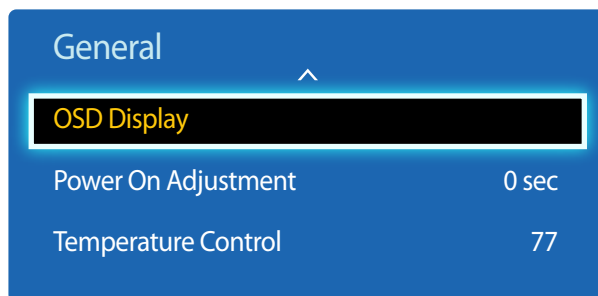 General
OSD Display
Power On Adjustment 0 sec
Temperature Control 77